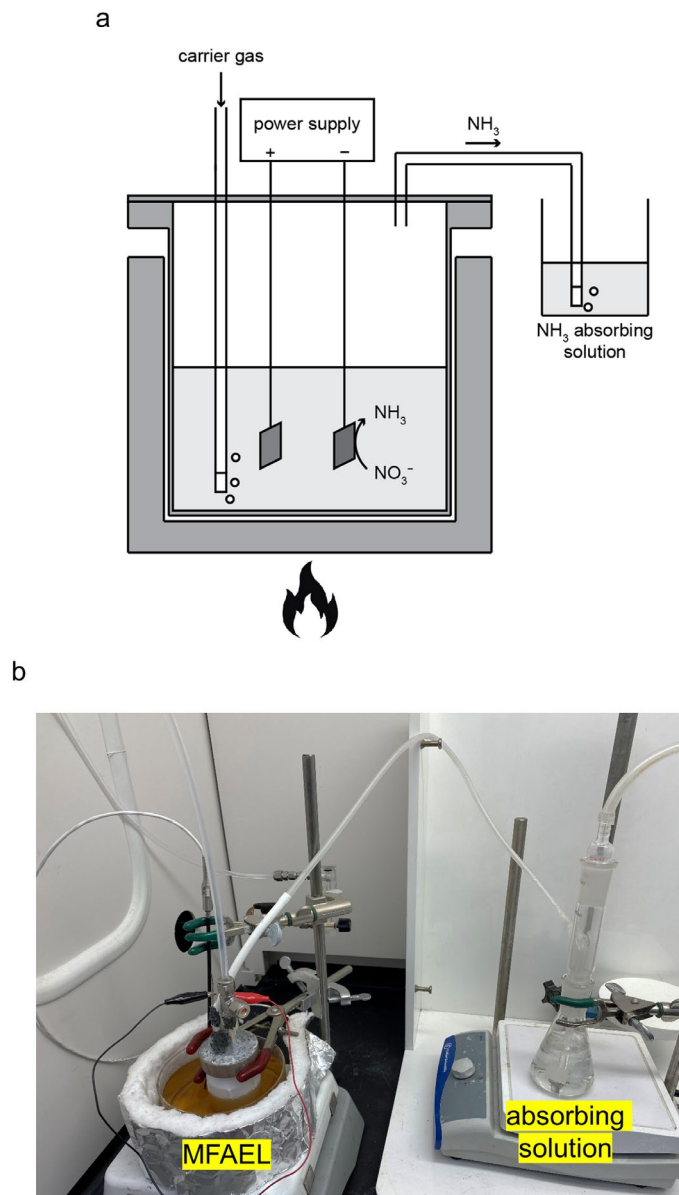 a
carrier gas
power supply
+ −
NH₃
NH₃
NO₃⁻
NH₃ absorbing
solution
b
MFAEL
absorbing
solution